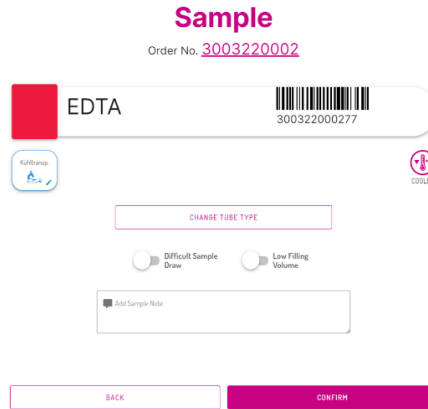 Sample
Order No. 3003220002
EDTA
300322000277
Kühltransp.
CHANGE TUBE TYPE
Difficult Sample
Draw
Low Filling
Volume
Add Sample Note
BACK
CONFIRM